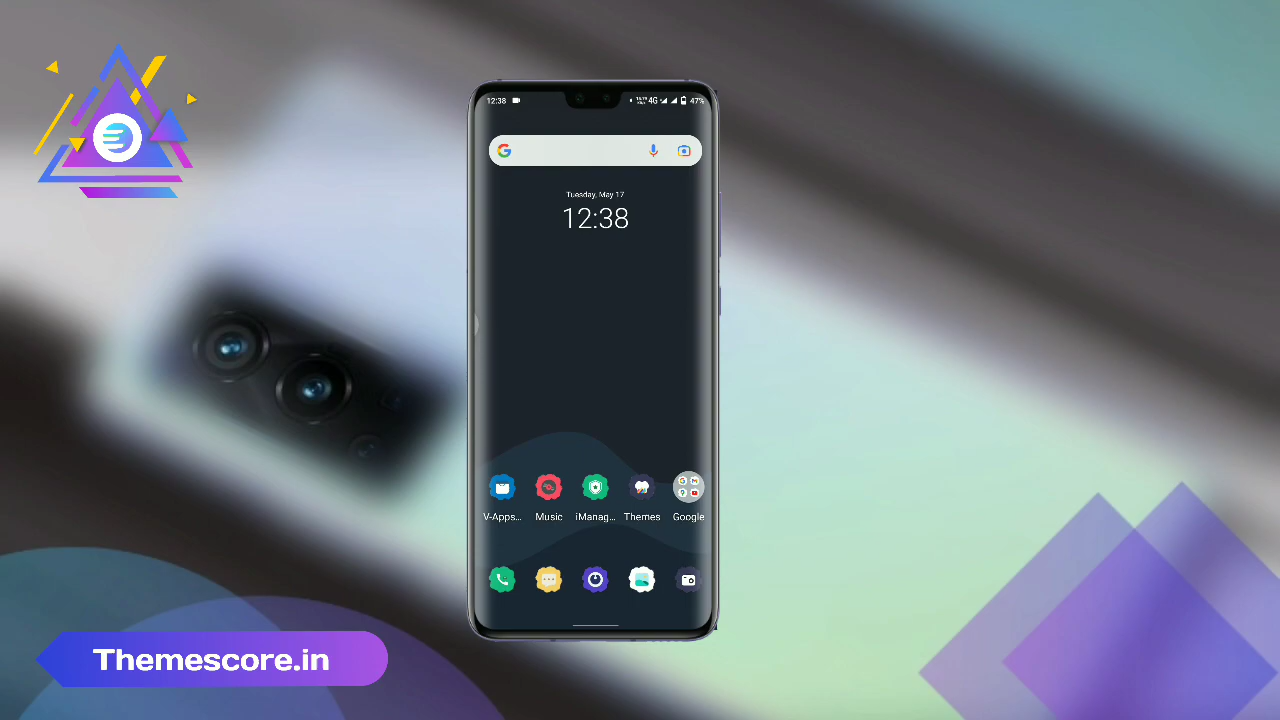 12:38
4G
47%
Tuesday, May 17
12:38
V-Apps...
Music
iManag...
Themes
Google
Themescore.in